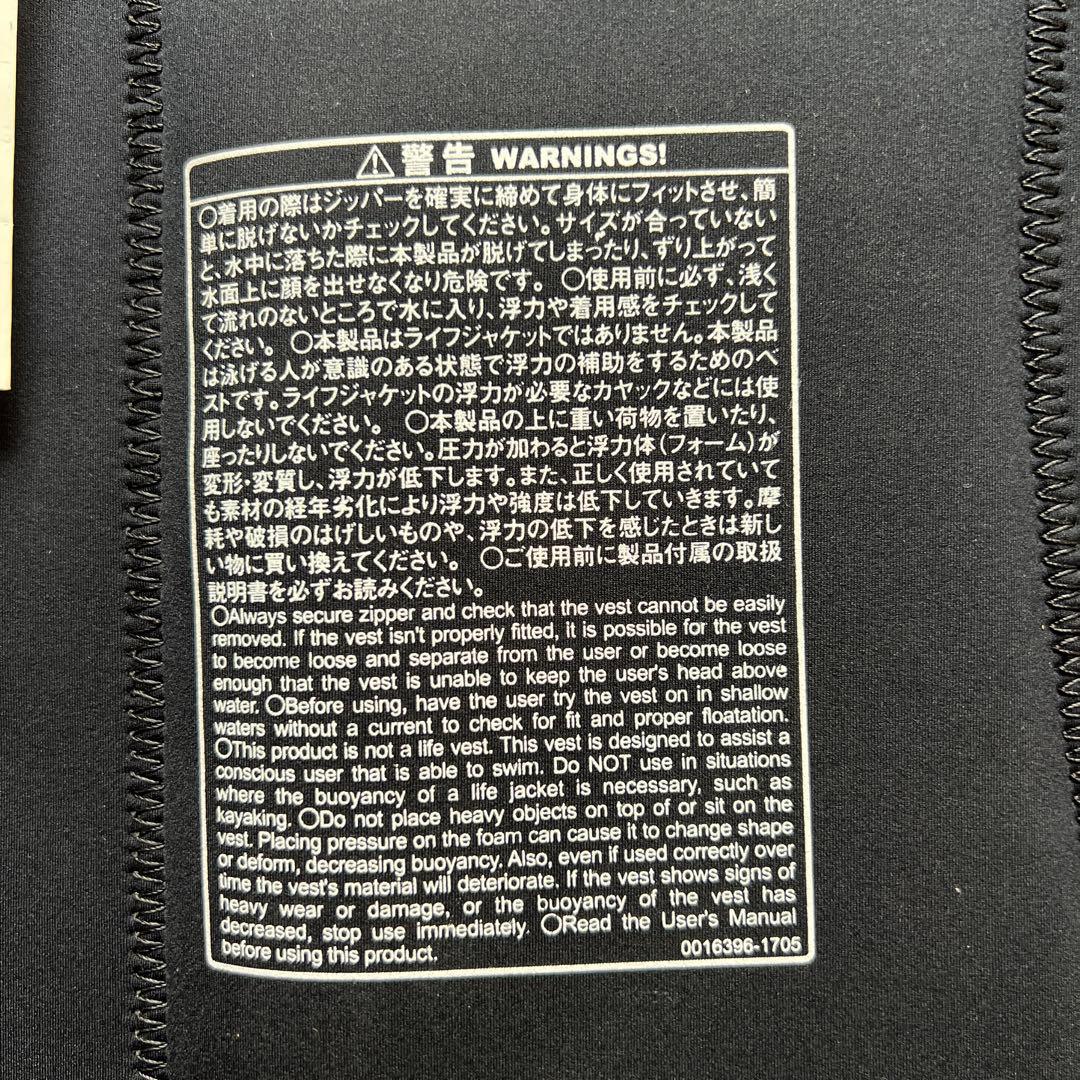 警告 WARNINGS!
○着用の際はジッパーを確実に締めて身体にフィットさせ、簡
単に脱げないかチェックしてください。サイズが合っていない
と、水中に落ちた際に本製品が脱げてしまったり、ずり上がって
水面上に顔を出せなくなり危険です。 ○使用前に必ず、浅く
て流れのないところで水に入り、浮力や着用感をチェックして
ください。 ○本製品はライフジャケットではありません。本製品
は泳げる人が意識のある状態で浮力の補助をするためのベ
ストです。ライフジャケットの浮力が必要なカヤックなどには使
用しないでください。 ○本製品の上に重い荷物を置いたり、
座ったりしないでください。圧力が加わると浮力体(フォーム)が
変形・変質し、浮力が低下します。また、正しく使用されていて
も素材の経年劣化により浮力や強度は低下していきます。摩
耗や破損のはげしいものや、浮力の低下を感じたときは新し
い物に買い換えてください。 ○ご使用前に製品付属の取扱
説明書を必ずお読みください。
○Always secure zipper and check that the vest cannot be easily
removed. If the vest isn't properly fitted, it is possible for the vest
to become loose and separate from the user or become loose
enough that the vest is unable to keep the user's head above
water. ○Before using, have the user try the vest on in shallow
waters without a current to check for fit and proper floatation.
○This product is not a life vest. This vest is designed to assist a
conscious user that is able to swim. Do NOT use in situations
where the buoyancy of a life jacket is necessary, such as
kayaking. ○Do not place heavy objects on top of or sit on the
vest. Placing pressure on the foam can cause it to change shape
or deform, decreasing buoyancy. Also, even if used correctly over
time the vest's material will deteriorate. If the vest shows signs of
heavy wear or damage, or the buoyancy of the vest has
decreased, stop use immediately. ○Read the User's Manual
before using this product.
0016396-1705